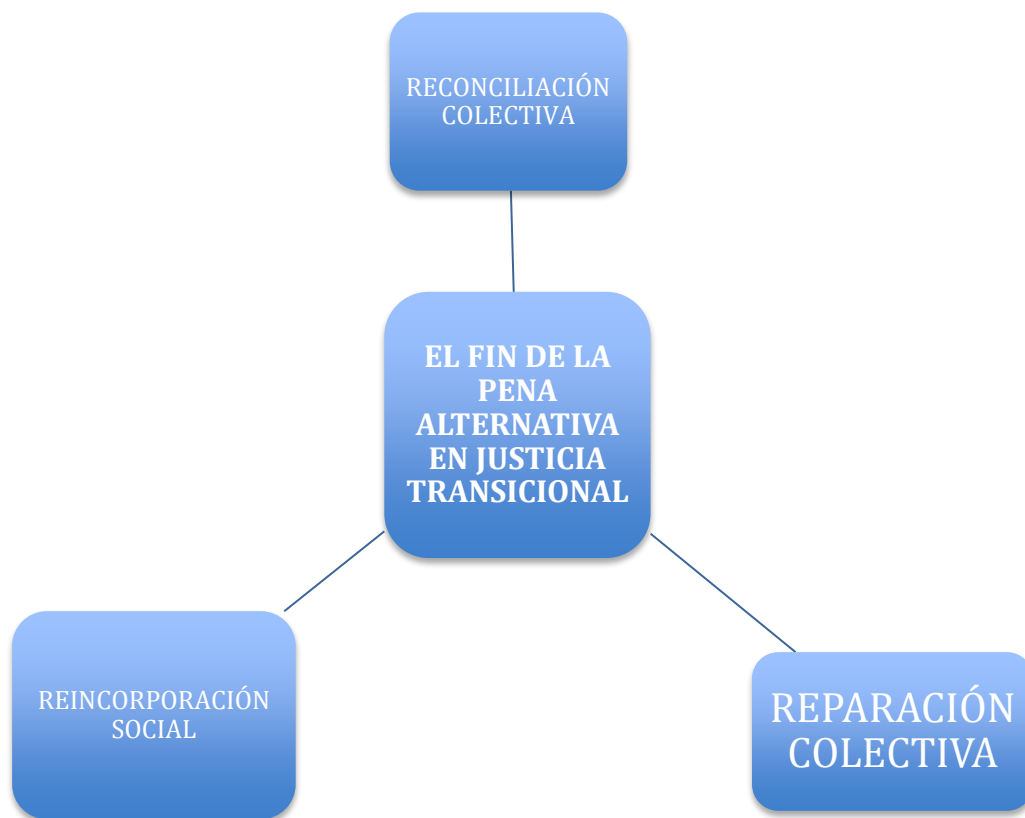 RECONCILIACIÓN
COLECTIVA
EL FIN DE LA
PENA
ALTERNATIVA
EN JUSTICIA
TRANSICIONAL
REINCORPORACIÓN
SOCIAL
REPARACIÓN
COLECTIVA